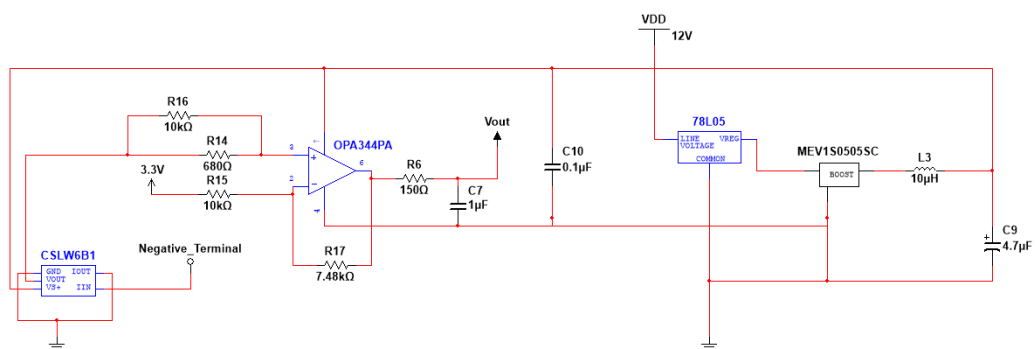 VDD
12V
R16
10kΩ
R14
680Ω
3.3V
R15
10kΩ
OPA344PA
3
2
7
6
4
+
−
R6
150Ω
Vout
C7
1µF
C10
0.1µF
78L05
LINE VREG
VOLTAGE
COMMON
MEV1S0505SC
BOOST
L3
10µH
C9
4.7µF
+
R17
7.48kΩ
Negative_Terminal
CSLW6B1
GND IOUT
VOUT
VS+ IIN